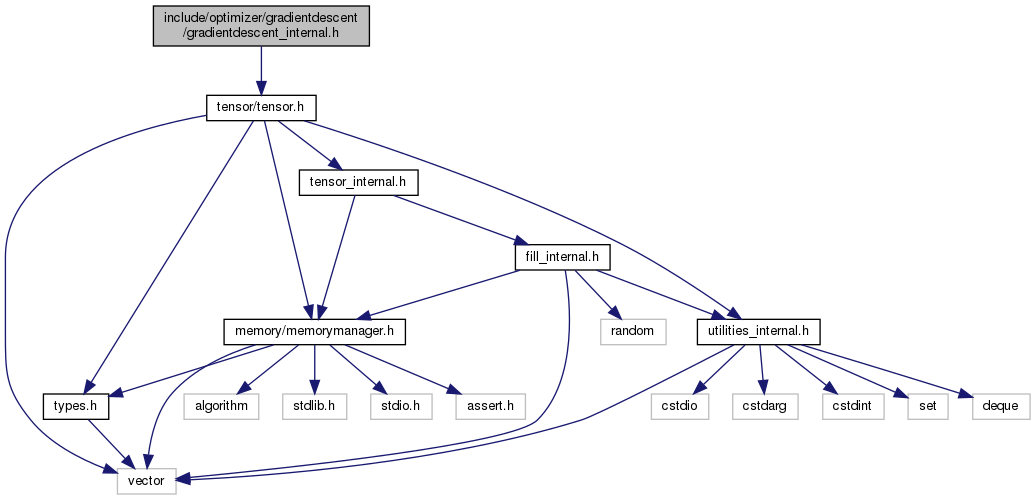 include/optimizer/gradientdescent
/gradientdescent_internal.h
tensor/tensor.h
tensor_internal.h
fill_internal.h
memory/memorymanager.h
random
utilities_internal.h
types.h
algorithm
stdlib.h
stdio.h
assert.h
cstdio
cstdarg
cstdint
set
deque
vector